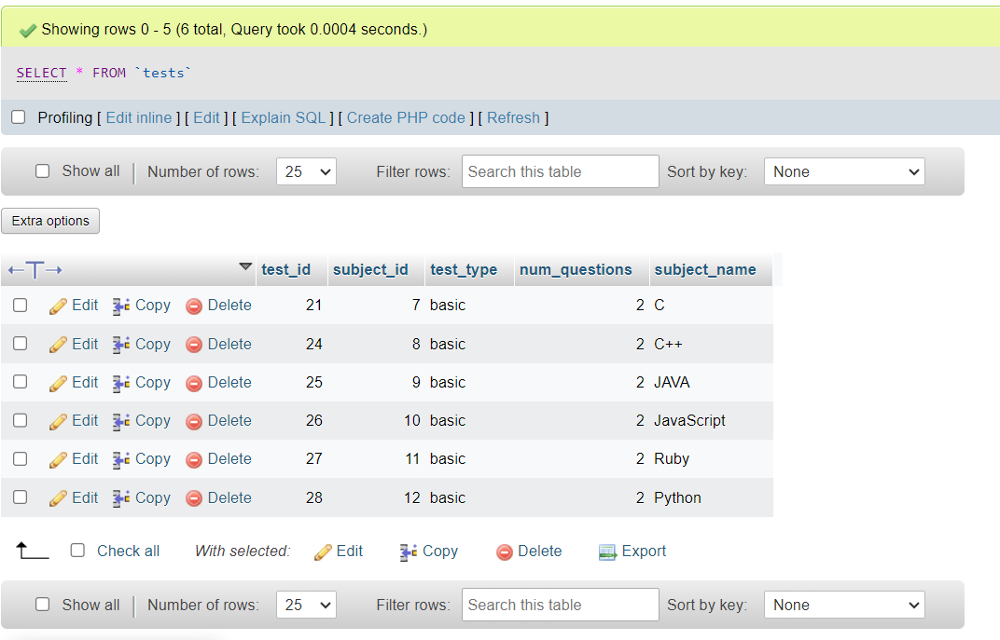 Showing rows 0 - 5 (6 total, Query took 0.0004 seconds.)
SELECT * FROM `tests`
Profiling [ Edit inline ] [ Edit ] [ Explain SQL ] [ Create PHP code ] [ Refresh ]
Show all Number of rows: 25 Filter rows: Search this table Sort by key: None
Extra options
←T→ test_id subject_id test_type num_questions subject_name
Edit Copy Delete 21 7 basic 2 C
Edit Copy Delete 24 8 basic 2 C++
Edit Copy Delete 25 9 basic 2 JAVA
Edit Copy Delete 26 10 basic 2 JavaScript
Edit Copy Delete 27 11 basic 2 Ruby
Edit Copy Delete 28 12 basic 2 Python
Check all With selected: Edit Copy Delete Export
Show all Number of rows: 25 Filter rows: Search this table Sort by key: None